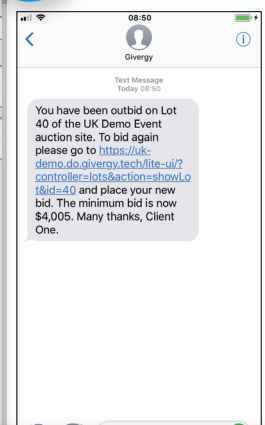 08:50
Givergy
Text Message
Today 08:50
You have been outbid on Lot
40 of the UK Demo Event
auction site. To bid again
please go to https://uk-
demo.do.givergy.tech/lite-ui/?
controller=lots&action=showLo
t&id=40 and place your new
bid. The minimum bid is now
$4,005. Many thanks, Client
One.